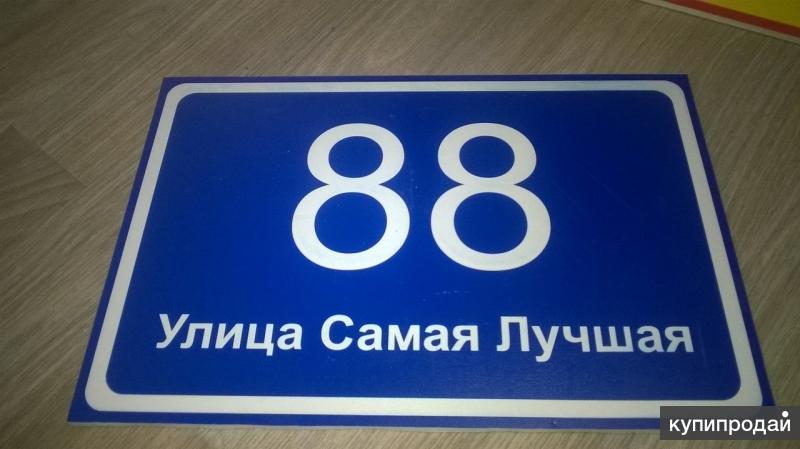 88
Улица Самая Лучшая
купипродай